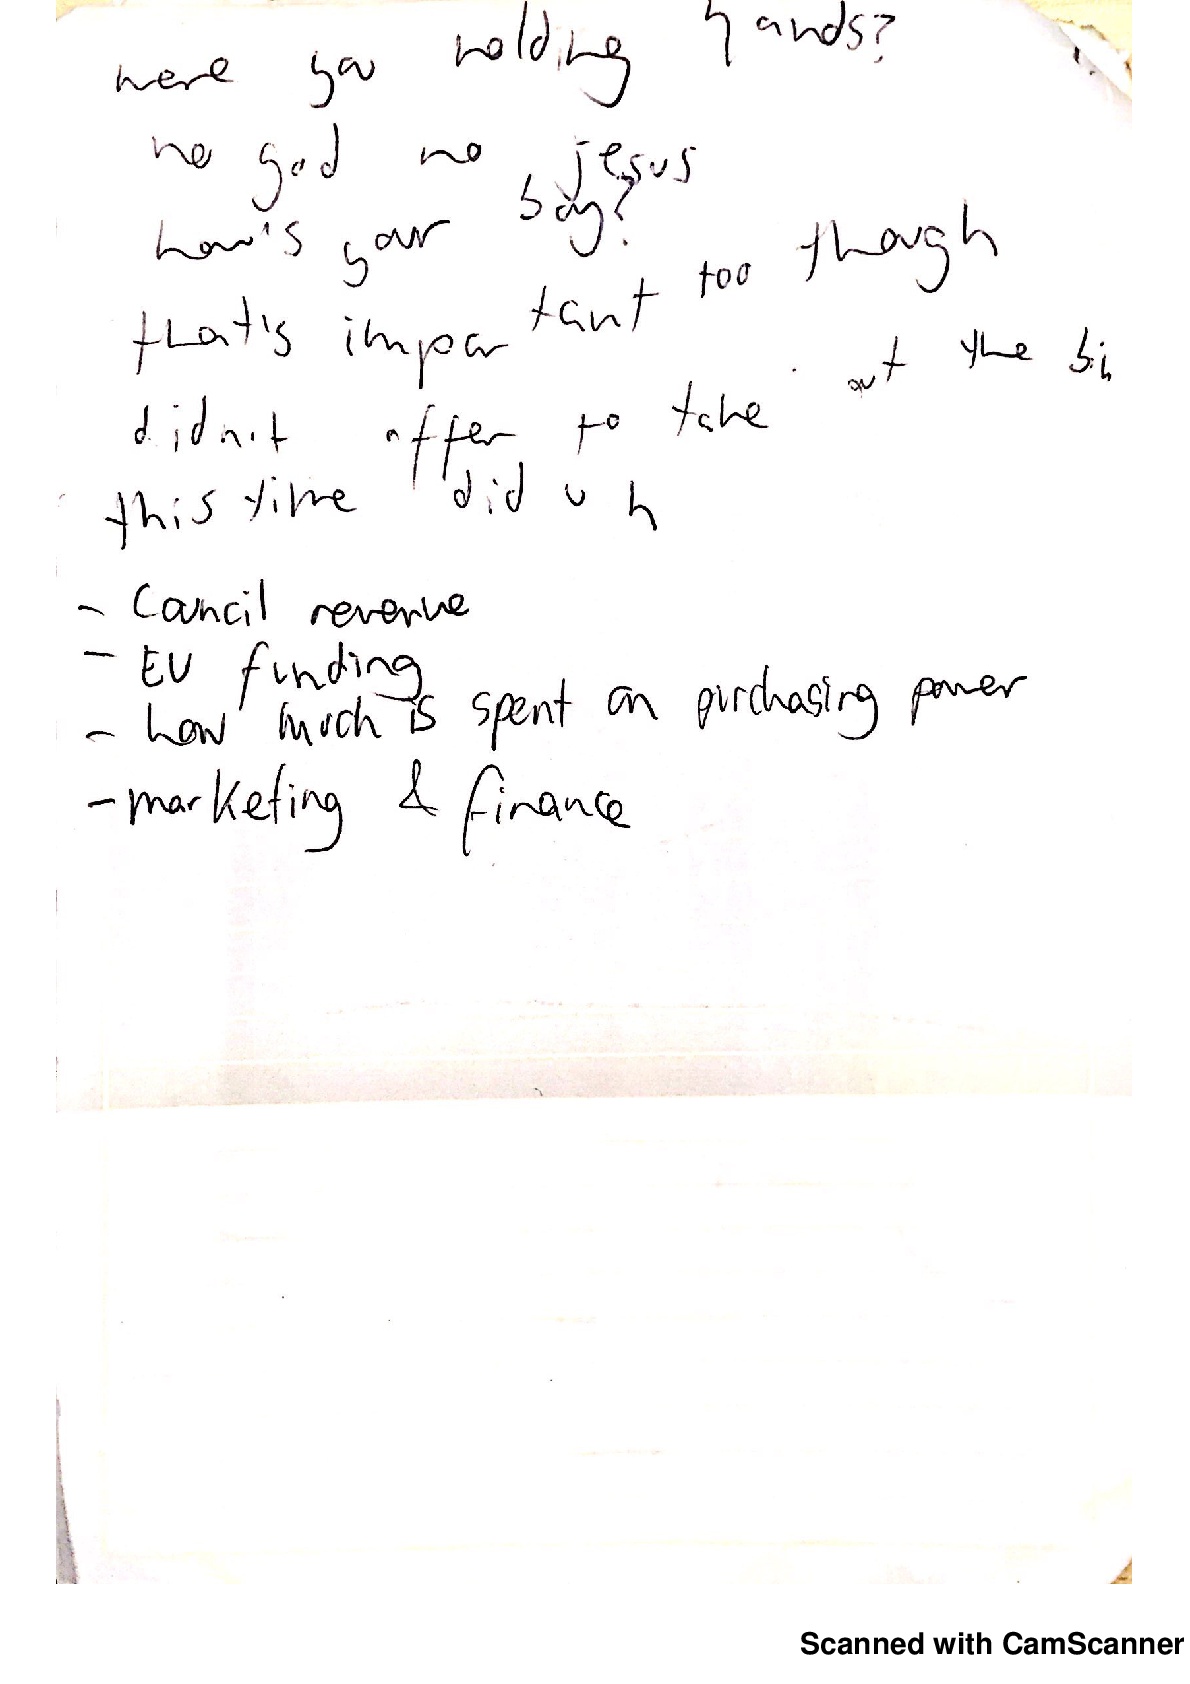 were you holding hands?
no god no jesus
how's your boy?
that's important too though
didn't offer to take out the bin
this time did u h
- Council revenue
- EU funding
- how much is spent on purchasing power
- marketing & finance
Scanned with CamScanner